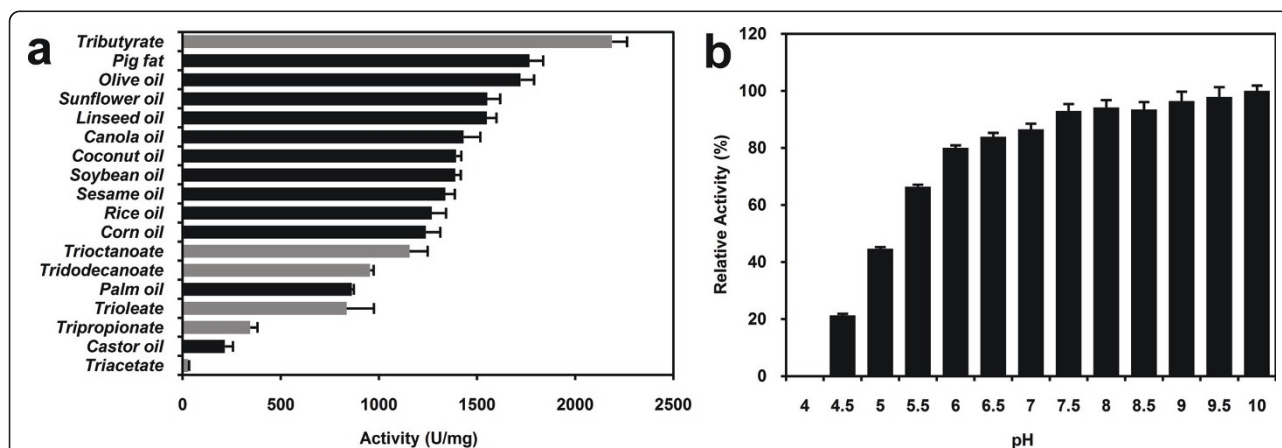 a
Tributyrate
Pig fat
Olive oil
Sunflower oil
Linseed oil
Canola oil
Coconut oil
Soybean oil
Sesame oil
Rice oil
Corn oil
Trioctanoate
Tridodecanoate
Palm oil
Trioleate
Tripropionate
Castor oil
Triacetate
0 500 1000 1500 2000 2500
Activity (U/mg)
b
120
100
80
60
40
20
0
Relative Activity (%)
4 4.5 5 5.5 6 6.5 7 7.5 8 8.5 9 9.5 10
pH